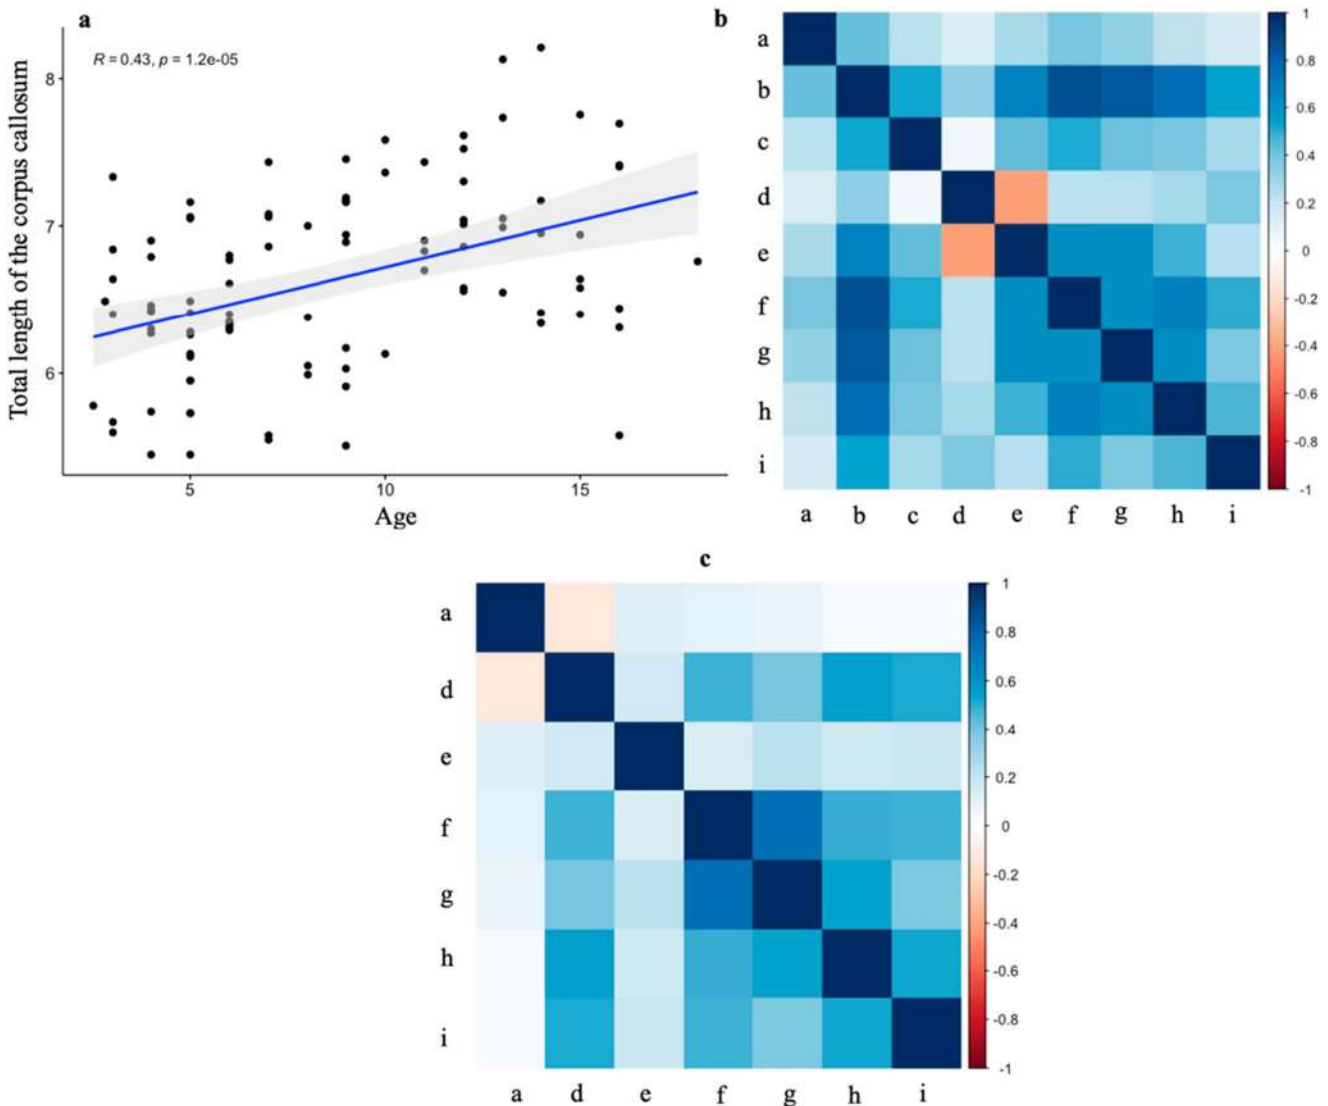 a
R = 0.43, p = 1.2e-05
Total length of the corpus callosum
8
7
6
5 10 15
Age
b
a
b
c
d
e
f
g
h
i
a b c d e f g h i
1
0.8
0.6
0.4
0.2
0
-0.2
-0.4
-0.6
-0.8
-1
c
a
d
e
f
g
h
i
a d e f g h i
1
0.8
0.6
0.4
0.2
0
-0.2
-0.4
-0.6
-0.8
-1